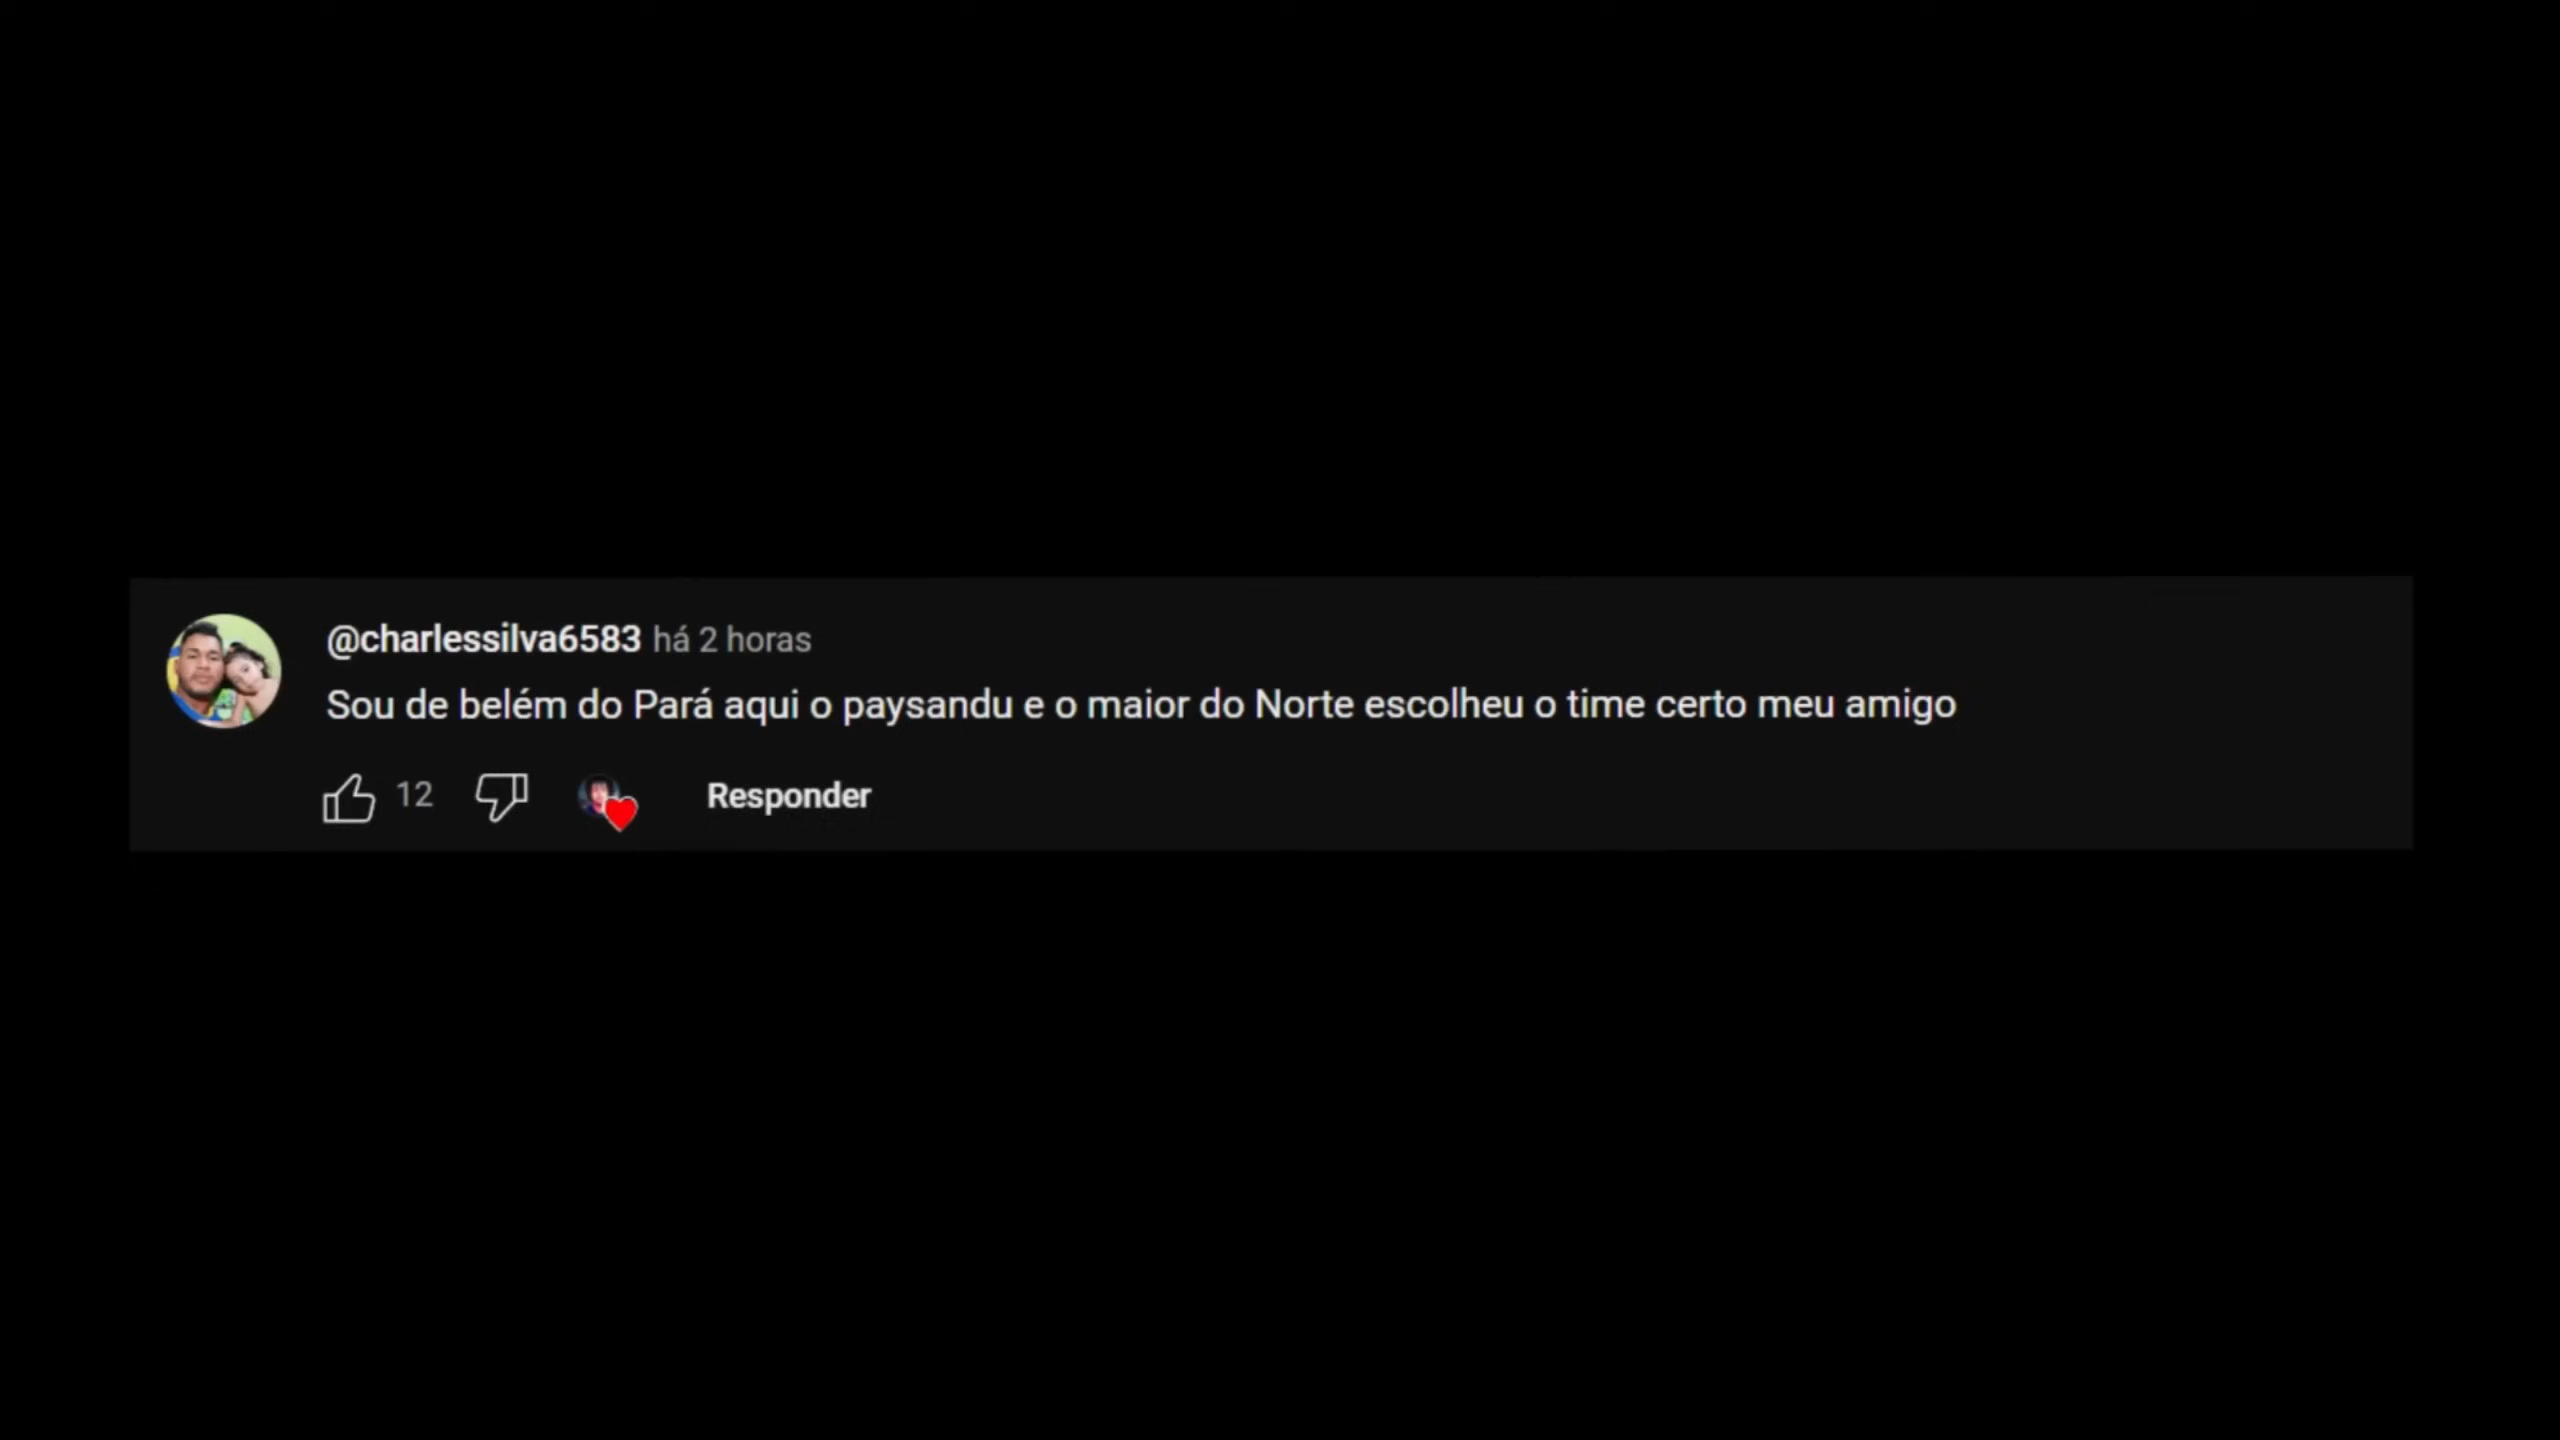 @charlessilva6583 há 2 horas
Sou de belém do Pará aqui o paysandu e o maior do Norte escolheu o time certo meu amigo
12 Responder